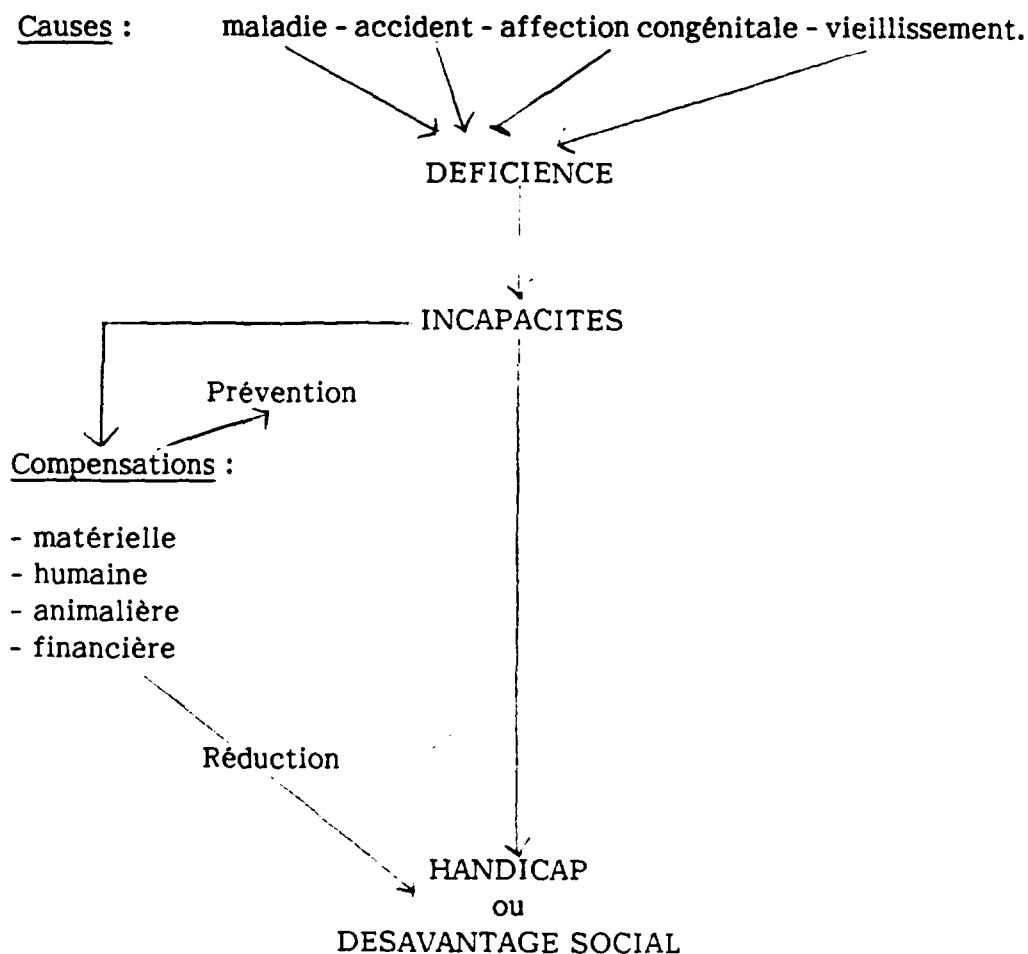 Causes : maladie - accident - affection congénitale - vieillissement.
DEFICIENCE
INCAPACITES
Prévention
Compensations :
- matérielle
- humaine
- animalière
- financière
Réduction
HANDICAP
ou
DESAVANTAGE SOCIAL